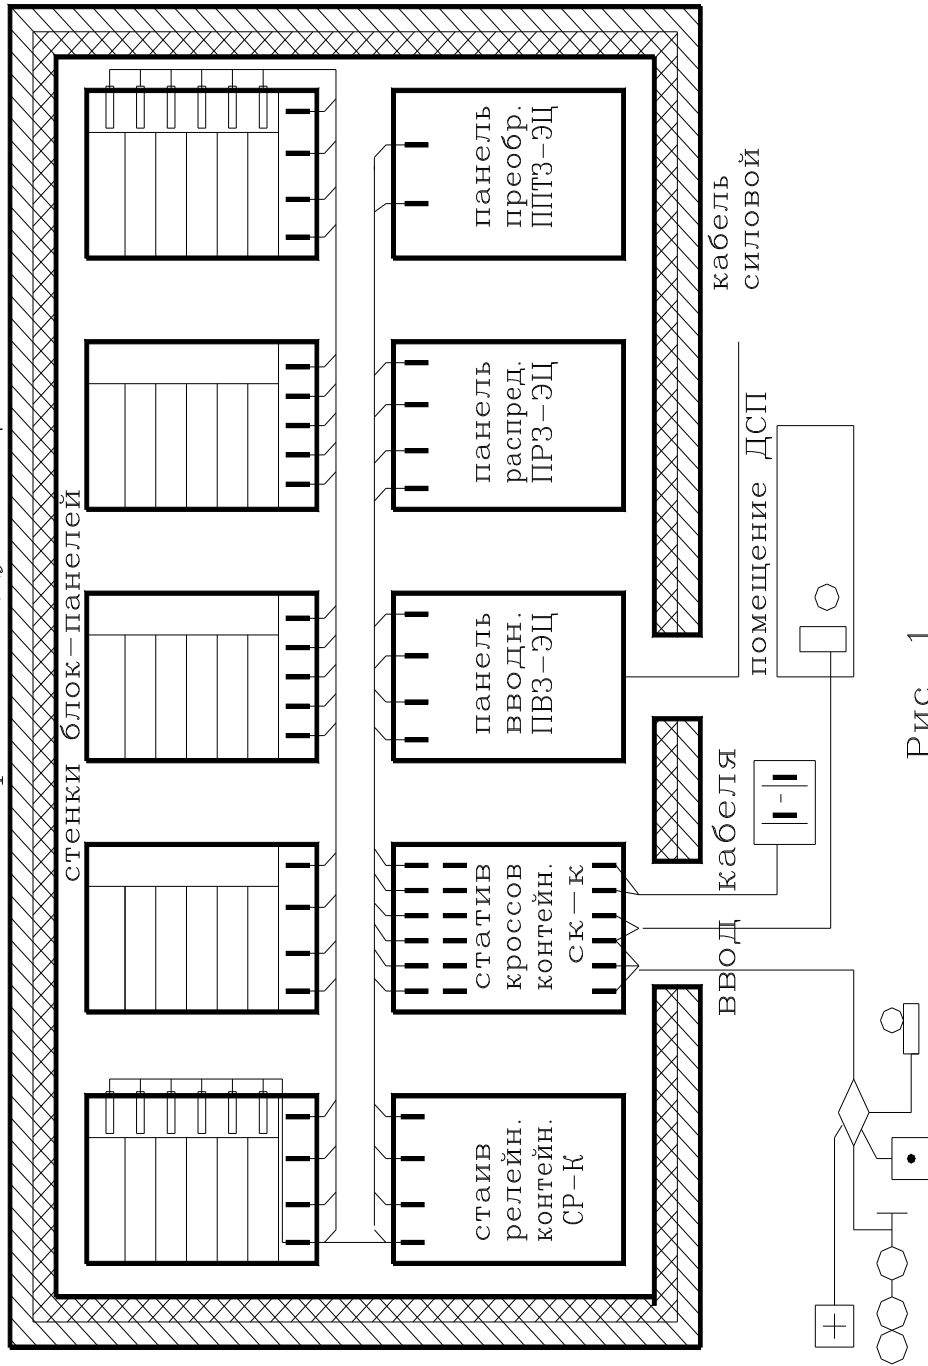 стенки блок-панелей
стаив
релейн.
контейн.
СР-К
статив
кроссов
контейн.
ск-к
панель
вводн.
ПВЗ-ЭЦ
панель
распред.
ПРЗ-ЭЦ
панель
преобр.
ППТЗ-ЭЦ
ввод кабеля
кабель
силовой
помещение ДСП
Рис 1